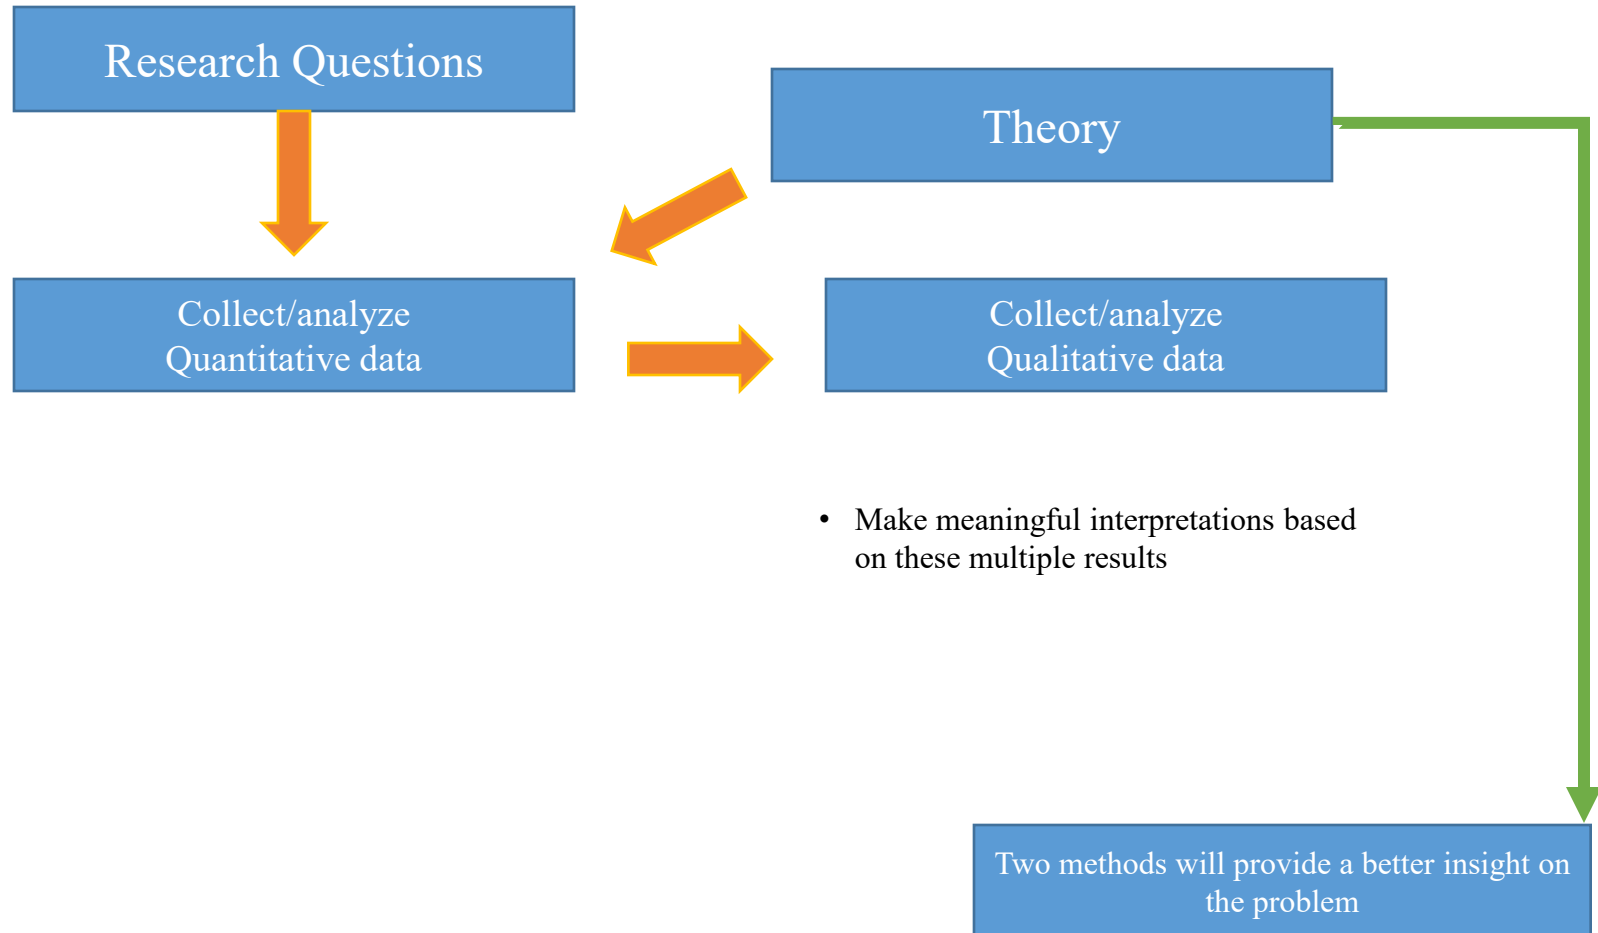 Research Questions
Theory
Collect/analyze
Quantitative data
Collect/analyze
Qualitative data
• Make meaningful interpretations based
on these multiple results
Two methods will provide a better insight on
the problem